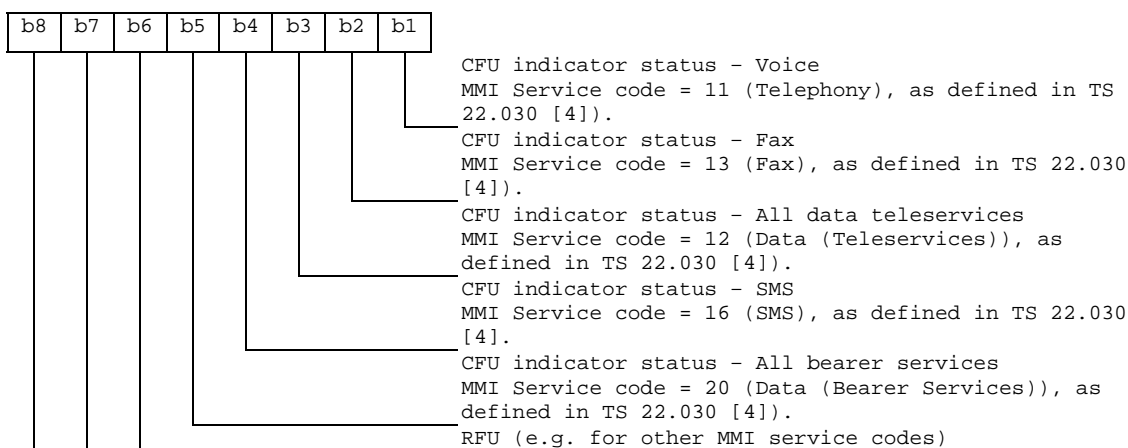 b8 b7 b6 b5 b4 b3 b2 b1
CFU indicator status – Voice
MMI Service code = 11 (Telephony), as defined in TS
22.030 [4]).
CFU indicator status – Fax
MMI Service code = 13 (Fax), as defined in TS 22.030
[4]).
CFU indicator status – All data teleservices
MMI Service code = 12 (Data (Teleservices)), as
defined in TS 22.030 [4]).
CFU indicator status – SMS
MMI Service code = 16 (SMS), as defined in TS 22.030
[4].
CFU indicator status – All bearer services
MMI Service code = 20 (Data (Bearer Services)), as
defined in TS 22.030 [4]).
RFU (e.g. for other MMI service codes)